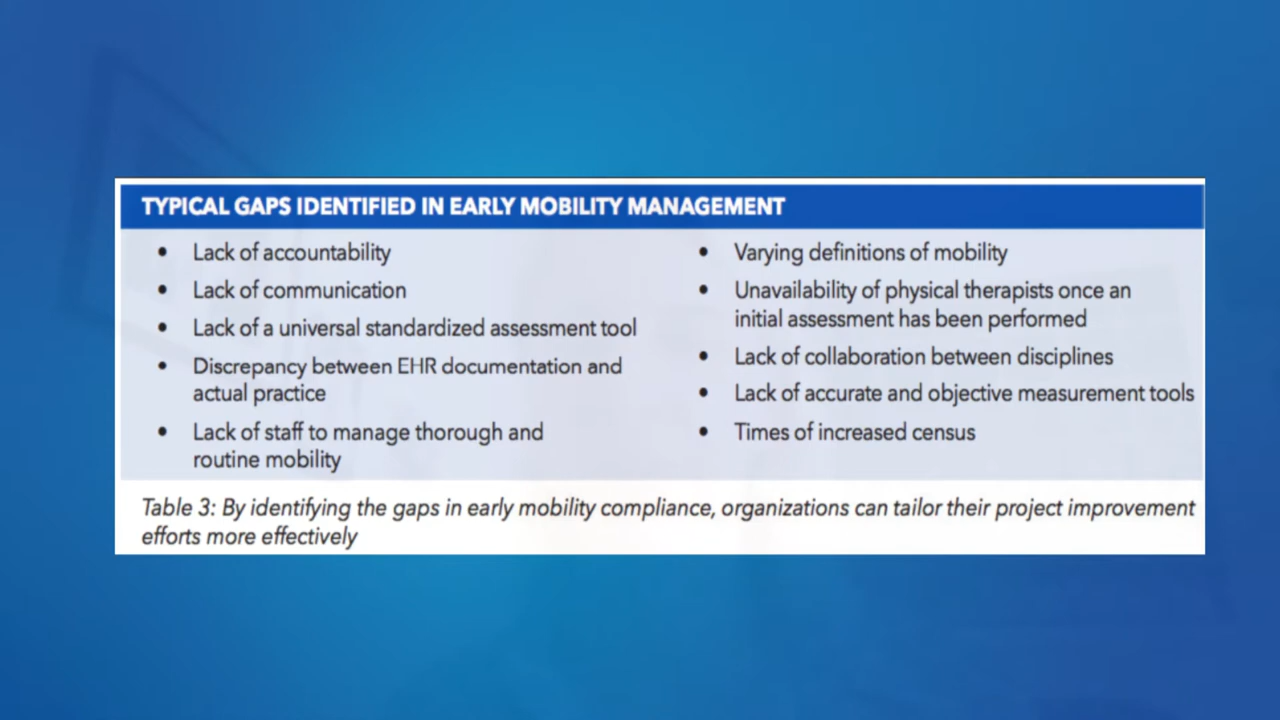 TYPICAL GAPS IDENTIFIED IN EARLY MOBILITY MANAGEMENT
• Lack of accountability
• Lack of communication
• Lack of a universal standardized assessment tool
• Discrepancy between EHR documentation and
actual practice
• Lack of staff to manage thorough and
routine mobility
• Varying definitions of mobility
• Unavailability of physical therapists once an
initial assessment has been performed
• Lack of collaboration between disciplines
• Lack of accurate and objective measurement tools
• Times of increased census
Table 3: By identifying the gaps in early mobility compliance, organizations can tailor their project improvement
efforts more effectively